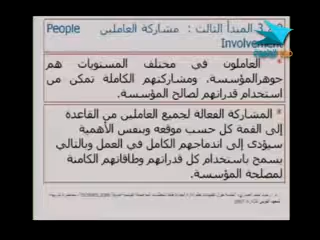 المبدأ الثالث : مشاركة العاملين People
Involvement
* العاملون في مختلف المستويات هم
جوهرالمؤسسة، ومشاركتهم الكاملة تمكن من
استخدام قدراتهم لصالح المؤسسة.
* المشاركة الفعالة لجميع العاملين من القاعدة
إلى القمة كل حسب موقعه وبنفس الأهمية
سيؤدي إلى اندماجهم الكامل في العمل وبالتالي
يسمح باستخدام كل قدراتهم وطاقاتهم الكامنة
لمصلحة المؤسسة.